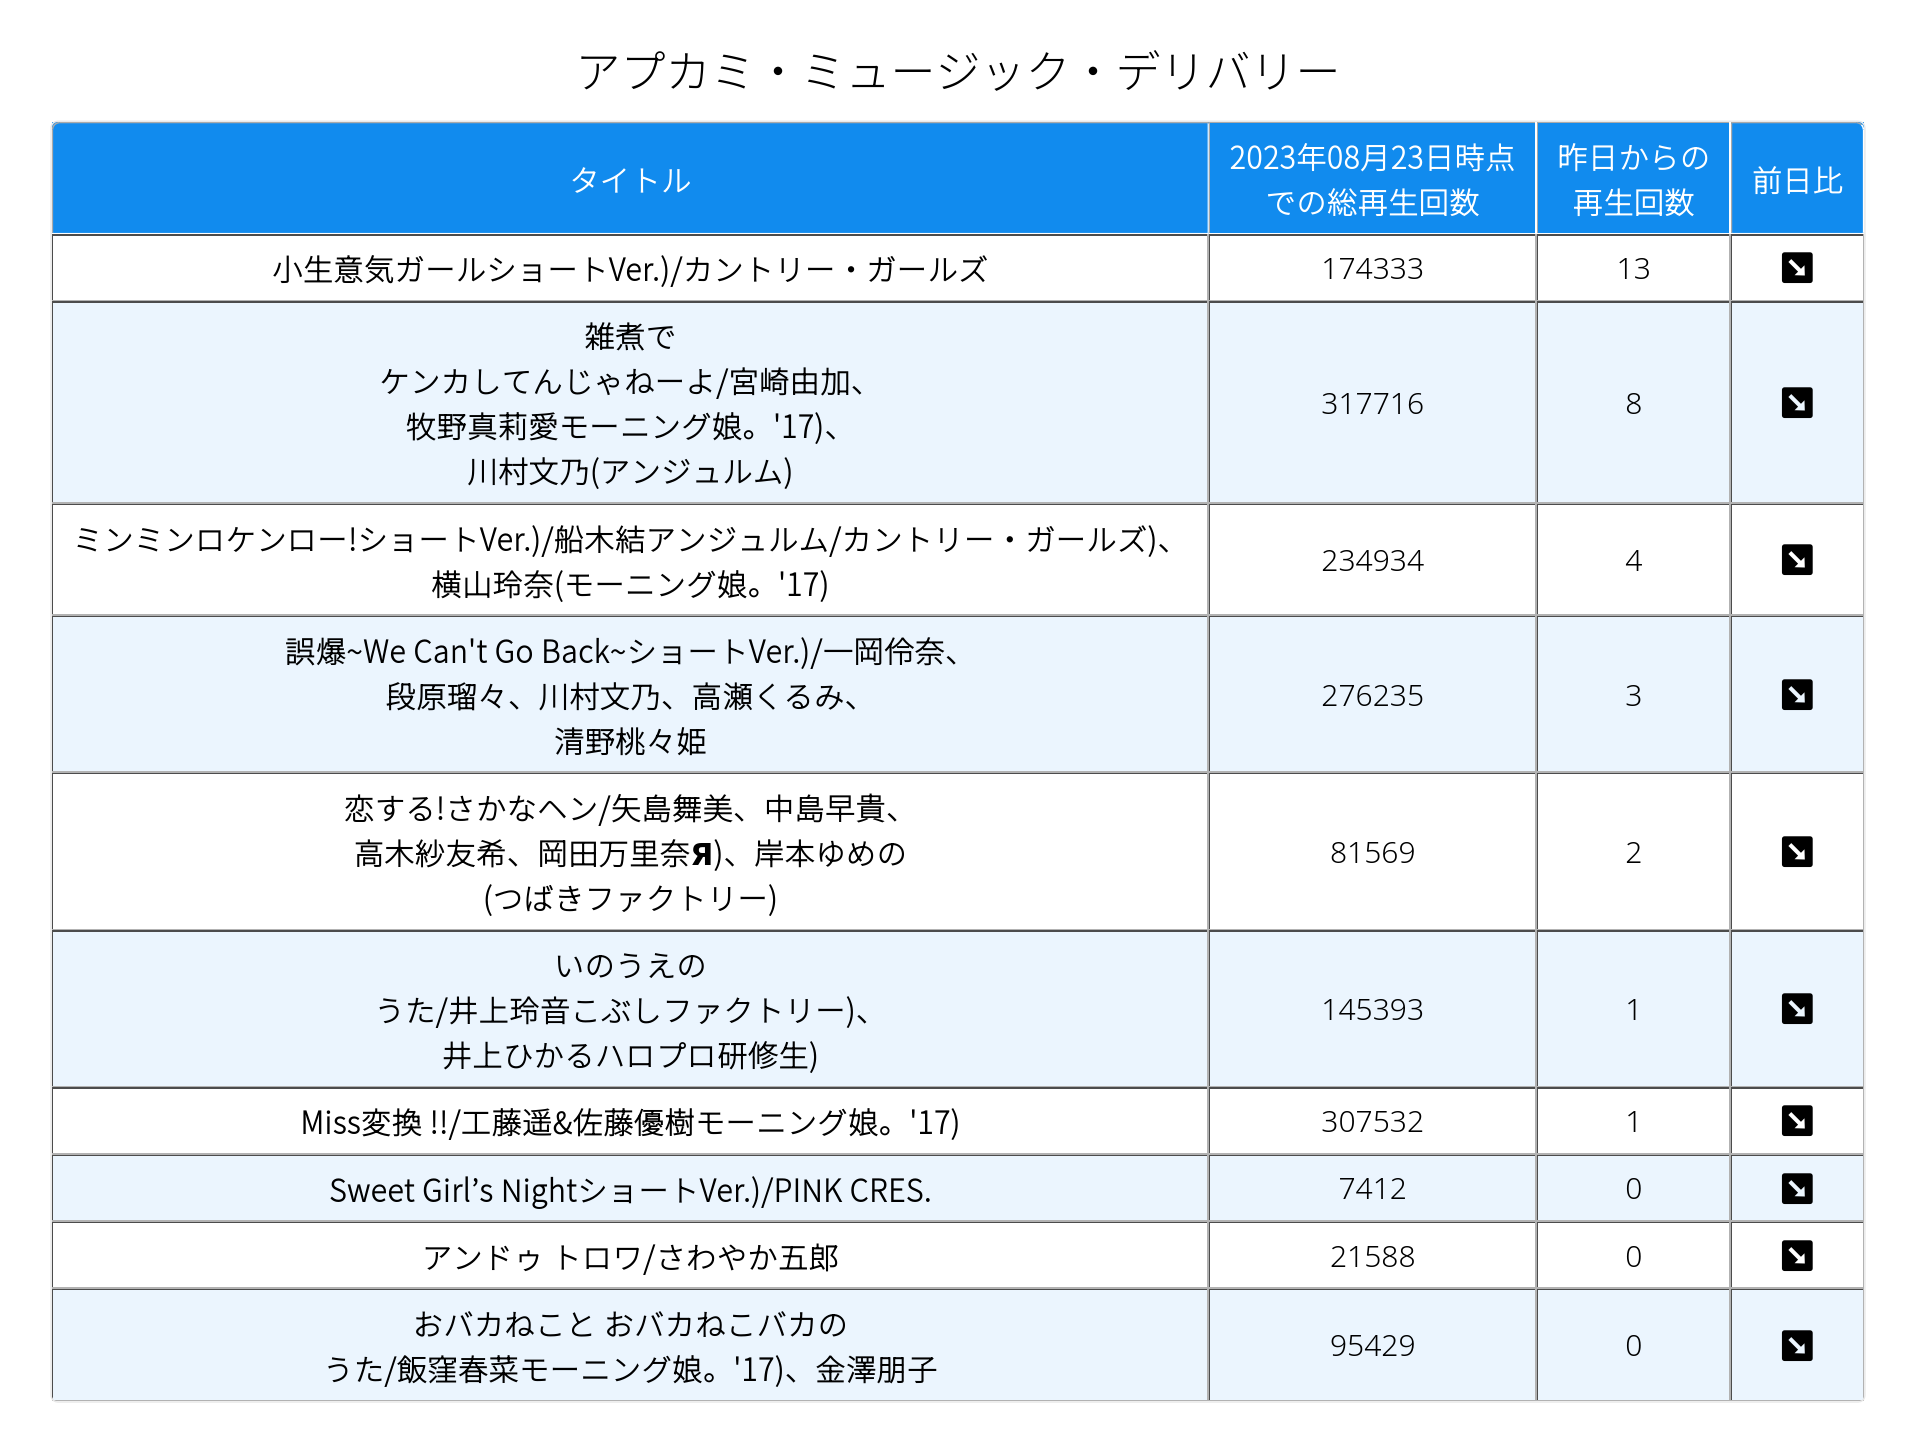 アプカミ・ミュージック・デリバリー
タイトル
2023年08月23日時点
での総再生回数
昨日からの
再生回数
前日比
小生意気ガールショートVer.)/カントリー・ガールズ
174333
13
雑煮で
ケンカしてんじゃねーよ/宮崎由加、
牧野真莉愛モーニング娘。'17)、
川村文乃(アンジュルム)
317716
8
ミンミンロケンロー!ショートVer.)/船木結アンジュルム/カントリー・ガールズ)、
横山玲奈(モーニング娘。'17)
234934
4
誤爆~We Can't Go Back~ショートVer.)/一岡伶奈、
段原瑠々、川村文乃、高瀬くるみ、
清野桃々姫
276235
3
恋する!さかなヘン/矢島舞美、中島早貴、
高木紗友希、岡田万里奈Я)、岸本ゆめの
(つばきファクトリー)
81569
2
いのうえの
うた/井上玲音こぶしファクトリー)、
井上ひかるハロプロ研修生)
145393
1
Miss変換 !!/工藤遥&佐藤優樹モーニング娘。'17)
307532
1
Sweet Girl’s NightショートVer.)/PINK CRES.
7412
0
アンドゥ トロワ/さわやか五郎
21588
0
おバカねこと おバカねこバカの
うた/飯窪春菜モーニング娘。'17)、金澤朋子
95429
0